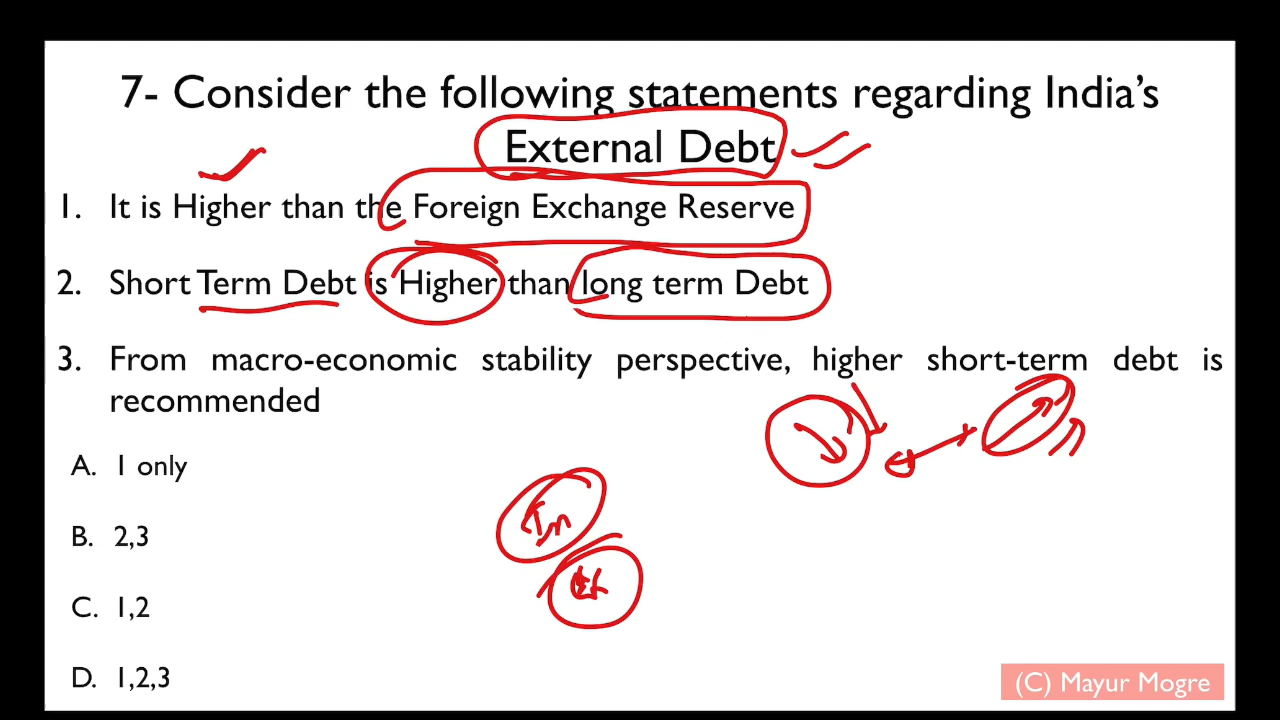 7- Consider the following statements regarding India's
External Debt
1. It is Higher than the Foreign Exchange Reserve
2. Short Term Debt is Higher than long term Debt
3. From macro-economic stability perspective, higher short-term debt is
recommended
A. 1 only
B. 2,3
C. 1,2
D. 1,2,3
(C) Mayur Mogre